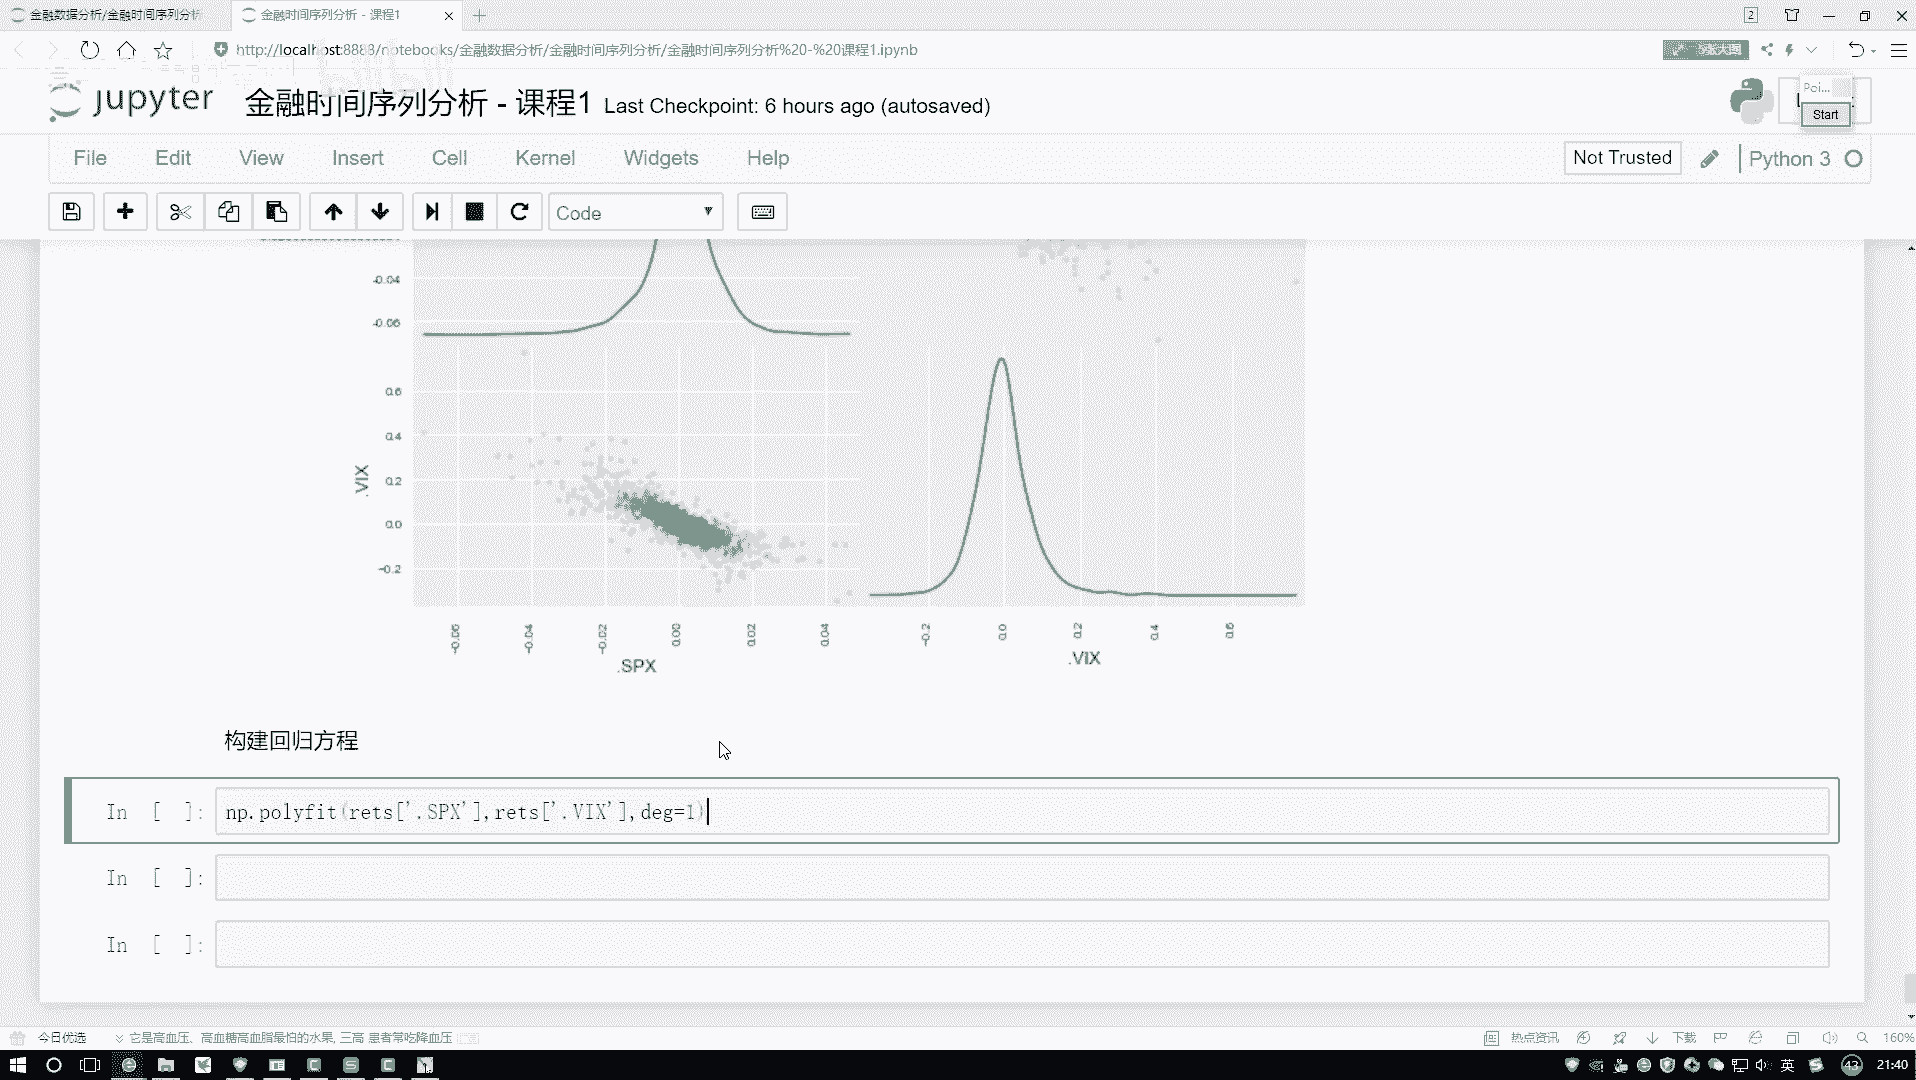 金融数据分析/金融时间序列分析
金融时间序列分析 - 课程1
2
http://localhost:8888/notebooks/金融数据分析/金融时间序列分析/金融时间序列分析%20-%20课程1.ipynb
jupyter
金融时间序列分析 - 课程1
Last Checkpoint: 6 hours ago (autosaved)
Poi...
Start
File
Edit
View
Insert
Cell
Kernel
Widgets
Help
Not Trusted
Python 3
Code
-0.04
-0.06
0.6
0.4
0.2
0.0
-0.2
.VIX
-0.06
-0.04
-0.02
0.00
0.02
0.04
-0.2
0.0
0.2
0.4
0.6
.SPX
.VIX
构建回归方程
In [ ]:
np.polyfit(rets['.SPX'],rets['.VIX'],deg=1)
In [ ]:
In [ ]:
今日优选
它是高血压、高血糖高血脂最怕的水果, 三高 患者常吃降血压
热点资讯
下载
160%
英
43
21:40